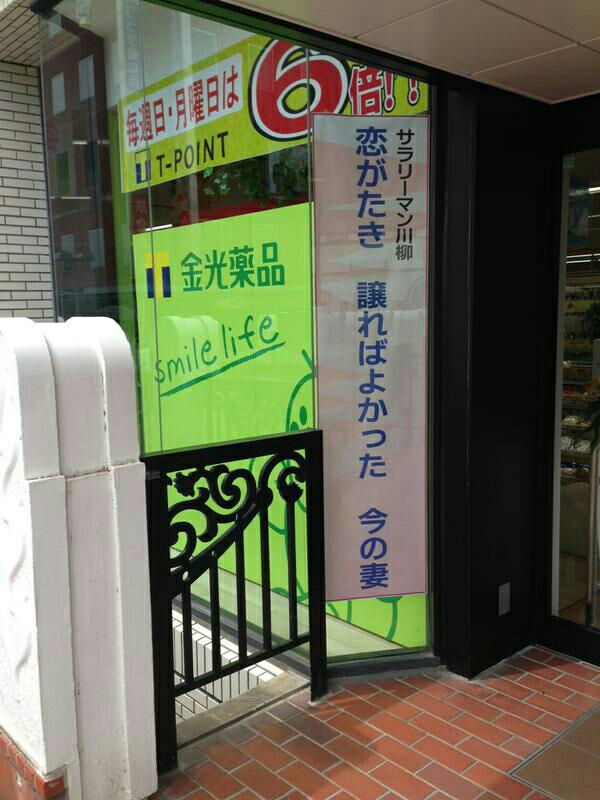 毎週日・月曜日は
6倍!!
T-POINT
金光薬品
smile life
サラリーマン川柳
恋がたき 譲ればよかった 今の妻